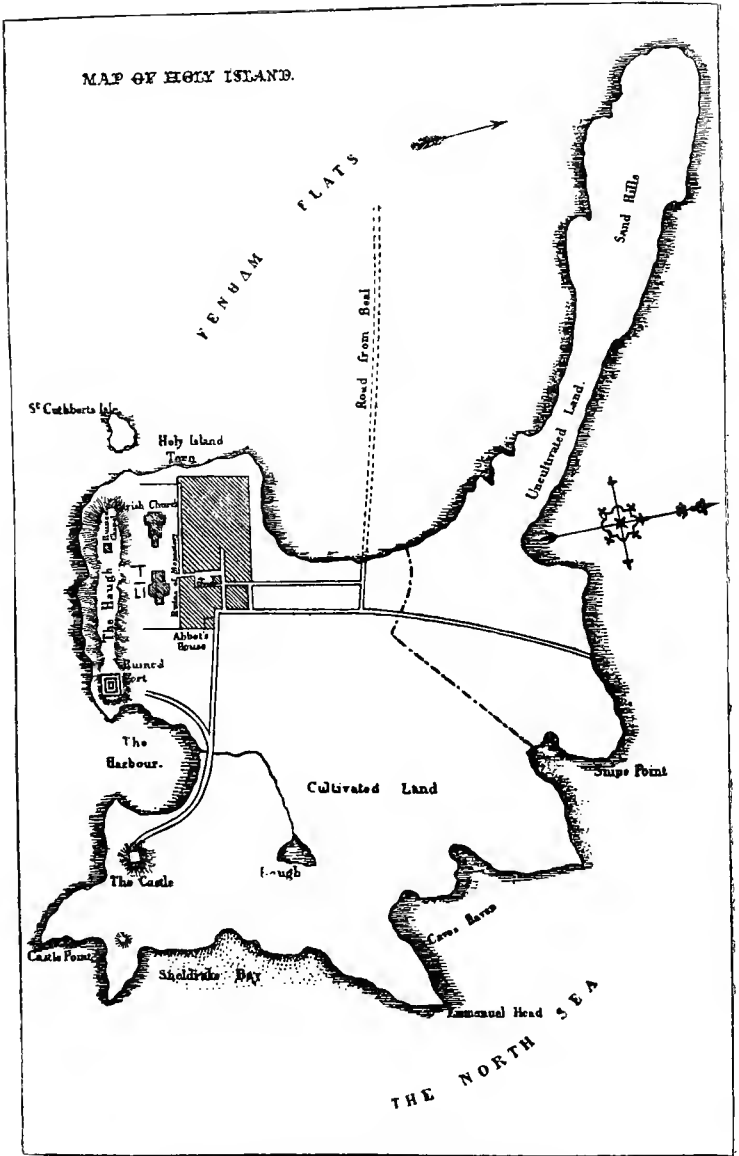 MAP OF HOLY ISLAND.
FENHAM FLATS
Sand Hills
Road from Beal
Uncultivated Land.
St Cuthberts Isle
Holy Island
Town
Parish Church
The Haugh
Ruined
Ruins of Monastery
Abbot's
House
Ruined
Fort
The
Harbour.
Cultivated Land
Snipe Point
Lough
The Castle
Coves Haven
Castle Point
Sheldrake Bay
Emmanuel Head
THE NORTH SEA